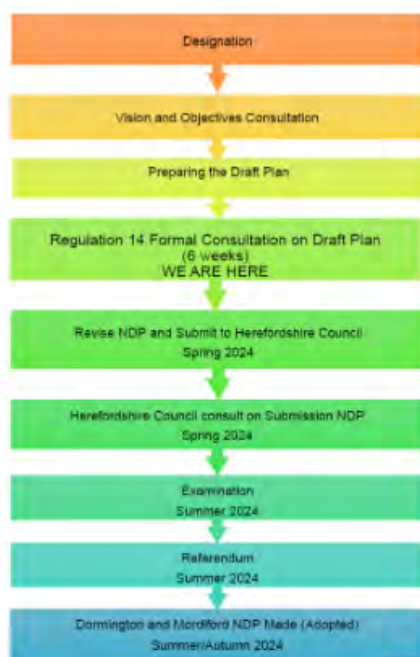 Designation
Vision and Objectives Consultation
Preparing the Draft Plan
Regulation 14 Formal Consultation on Draft Plan
(6 weeks)
WE ARE HERE
Revise NDP and Submit to Herefordshire Council
Spring 2024
Herefordshire Council consult on Submission NDP
Spring 2024
Examination
Summer 2024
Referendum
Summer 2024
Dormington and Mordiford NDP Made (Adopted)
Summer/Autumn 2024